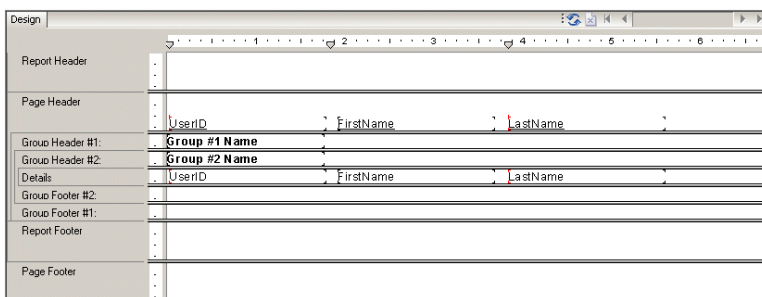 Design
1 2 3 4 5 6
Report Header
Page Header
UserID FirstName LastName
Group Header #1: Group #1 Name
Group Header #2: Group #2 Name
Details UserID FirstName LastName
Group Footer #2:
Group Footer #1:
Report Footer
Page Footer